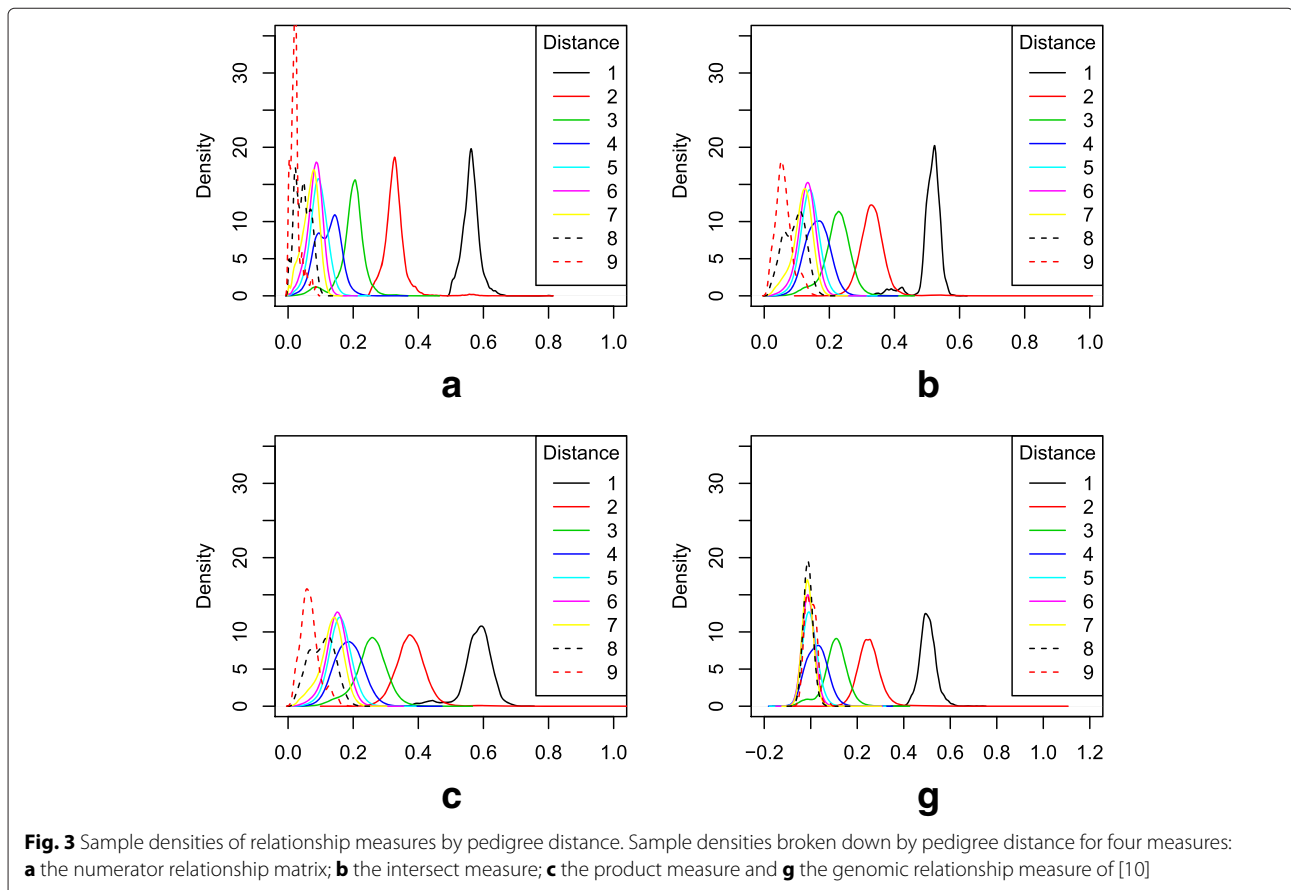 Distance
1
2
3
4
5
6
7
8
9
Density
0 5 10 20 30
0.0 0.2 0.4 0.6 0.8 1.0
a
Distance
1
2
3
4
5
6
7
8
9
Density
0 5 10 20 30
0.0 0.2 0.4 0.6 0.8 1.0
b
Distance
1
2
3
4
5
6
7
8
9
Density
0 5 10 20 30
0.0 0.2 0.4 0.6 0.8 1.0
c
Distance
1
2
3
4
5
6
7
8
9
Density
0 5 10 20 30
−0.2 0.0 0.2 0.4 0.6 0.8 1.0 1.2
g
Fig. 3 Sample densities of relationship measures by pedigree distance. Sample densities broken down by pedigree distance for four measures:
a the numerator relationship matrix; b the intersect measure; c the product measure and g the genomic relationship measure of [10]